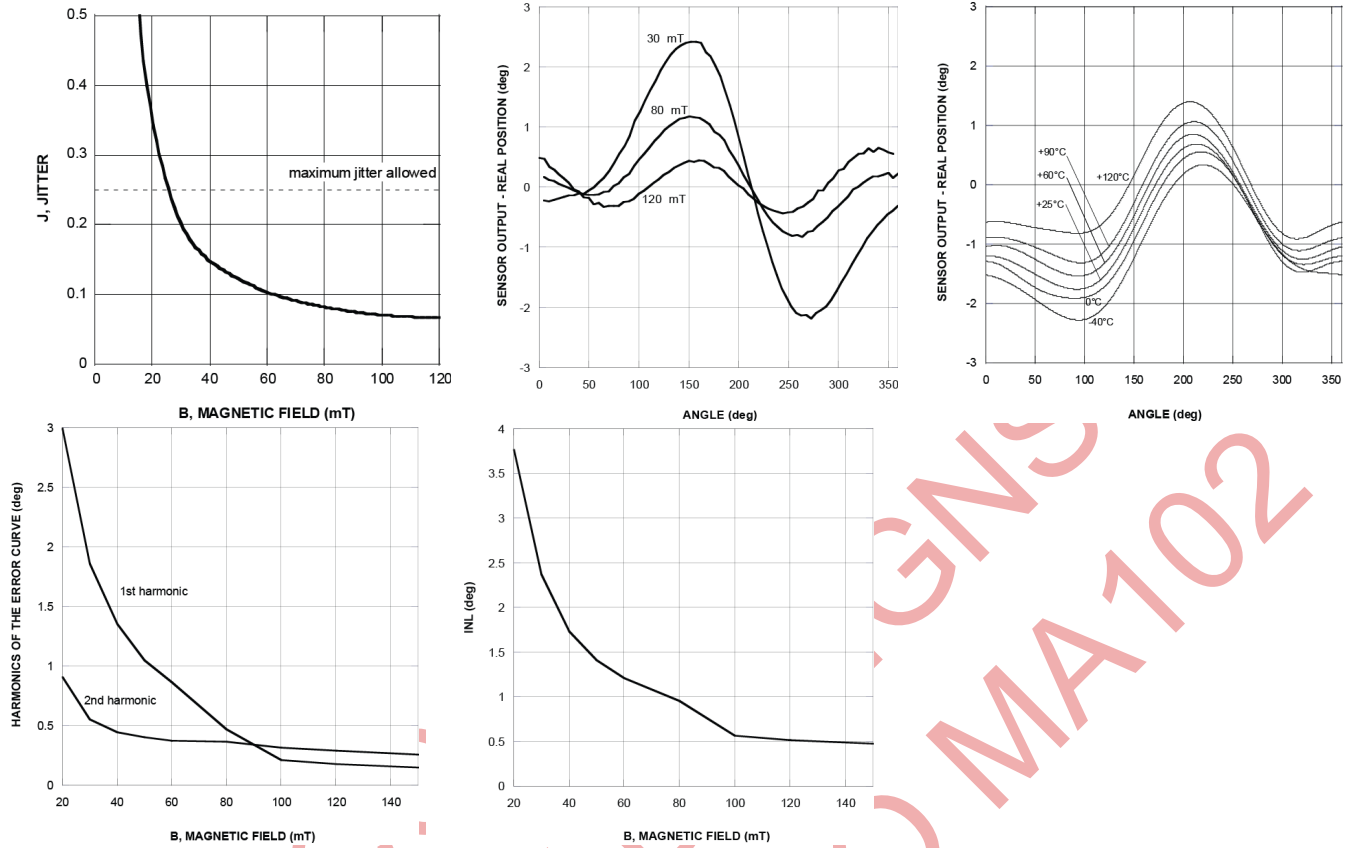 0.5
0.4
0.3
0.2
0.1
0
J, JITTER
maximum jitter allowed
0 20 40 60 80 100 120
B, MAGNETIC FIELD (mT)
3
2
1
0
-1
-2
-3
SENSOR OUTPUT - REAL POSITION (deg)
30 mT
80 mT
120 mT
0 50 100 150 200 250 300 350
ANGLE (deg)
3
2
1
0
-1
-2
-3
SENSOR OUTPUT - REAL POSITION (deg)
+90°C
+120°C
+60°C
+25°C
0°C
-40°C
0 50 100 150 200 250 300 350
ANGLE (deg)
3
2.5
2
1.5
1
0.5
0
HARMONICS OF THE ERROR CURVE (deg)
1st harmonic
2nd harmonic
20 40 60 80 100 120 140
B, MAGNETIC FIELD (mT)
4
3.5
3
2.5
2
1.5
1
0.5
0
INL (deg)
20 40 60 80 100 120 140
B, MAGNETIC FIELD (mT)
GNS
MA102